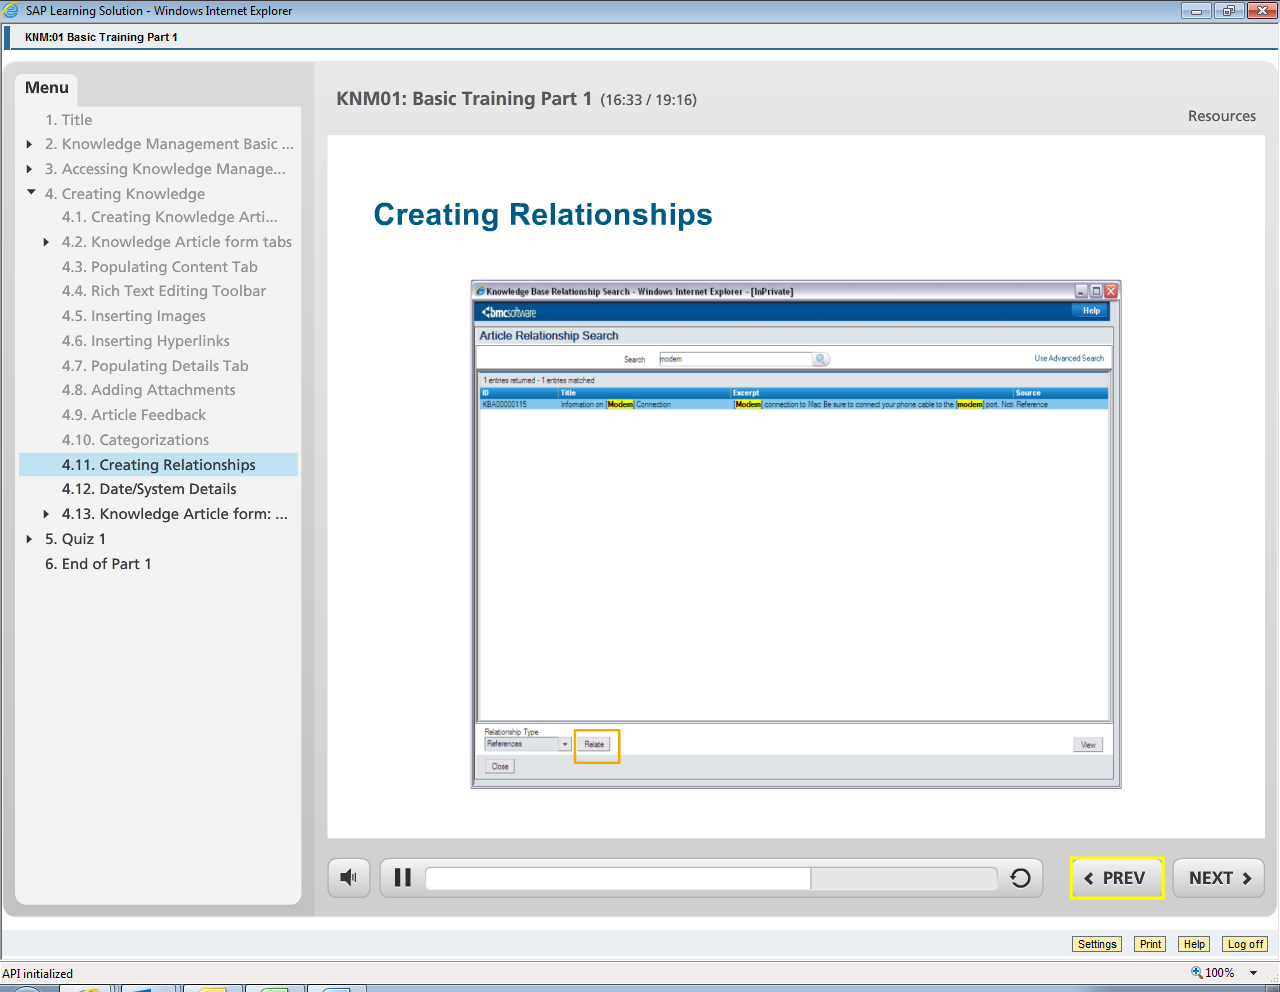 SAP Learning Solution - Windows Internet Explorer
KNM:01 Basic Training Part 1
Menu
1. Title
2. Knowledge Management Basic ...
3. Accessing Knowledge Manage...
4. Creating Knowledge
4.1. Creating Knowledge Arti...
4.2. Knowledge Article form tabs
4.3. Populating Content Tab
4.4. Rich Text Editing Toolbar
4.5. Inserting Images
4.6. Inserting Hyperlinks
4.7. Populating Details Tab
4.8. Adding Attachments
4.9. Article Feedback
4.10. Categorizations
4.11. Creating Relationships
4.12. Date/System Details
4.13. Knowledge Article form: ...
5. Quiz 1
6. End of Part 1
KNM01: Basic Training Part 1 (16:33 / 19:16)
Resources
Creating Relationships
Knowledge Base Relationship Search - Windows Internet Explorer - [InPrivate]
bmcsoftware
Help
Article Relationship Search
Search modem
Use Advanced Search
1 entries returned - 1 entries matched
ID Title Excerpt Source
KBA00000115 Information on [Modem] Connection [Modem] connection to Mac Be sure to connect your phone cable to the [modem] port. Not Reference
Relationship Type
References Relate View
Close
PREV NEXT
Settings Print Help Log off
API initialized
100%